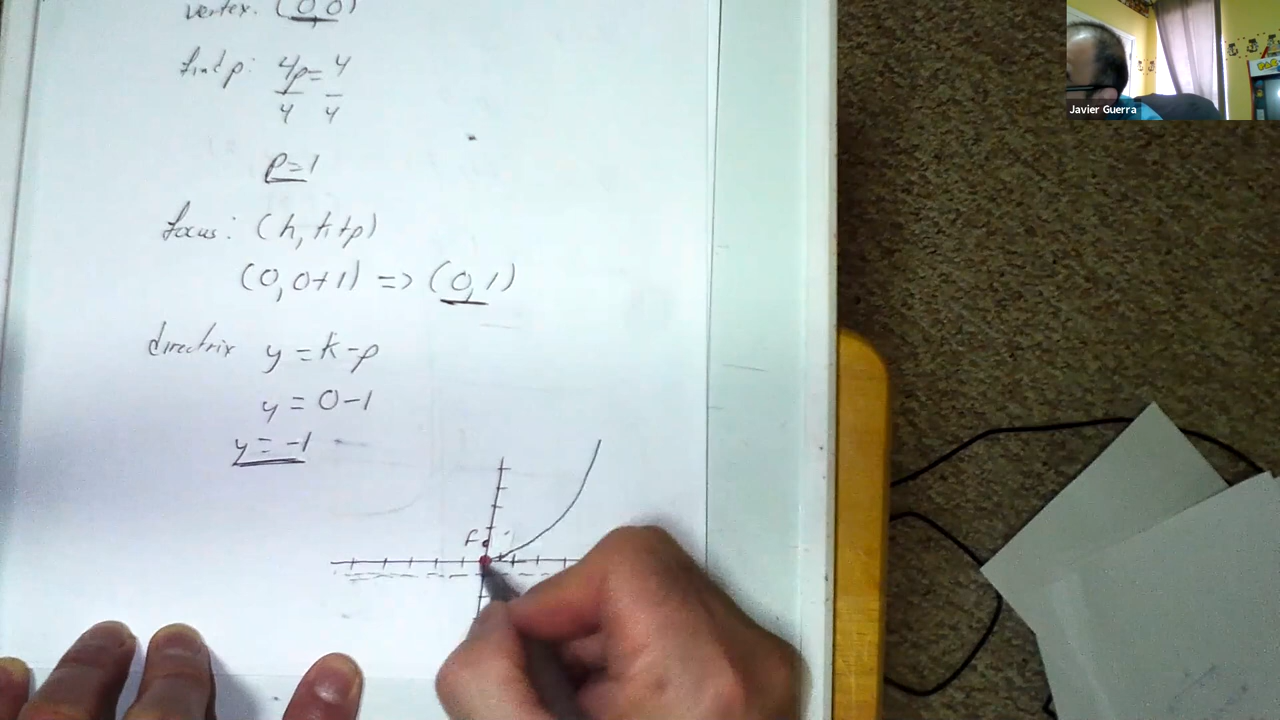 vertex: (0,0)
find p: 4p = 4
4 4
p = 1
focus: (h, k+p)
(0, 0+1) => (0, 1)
directrix y = k - p
y = 0 - 1
y = -1
F
Javier Guerra